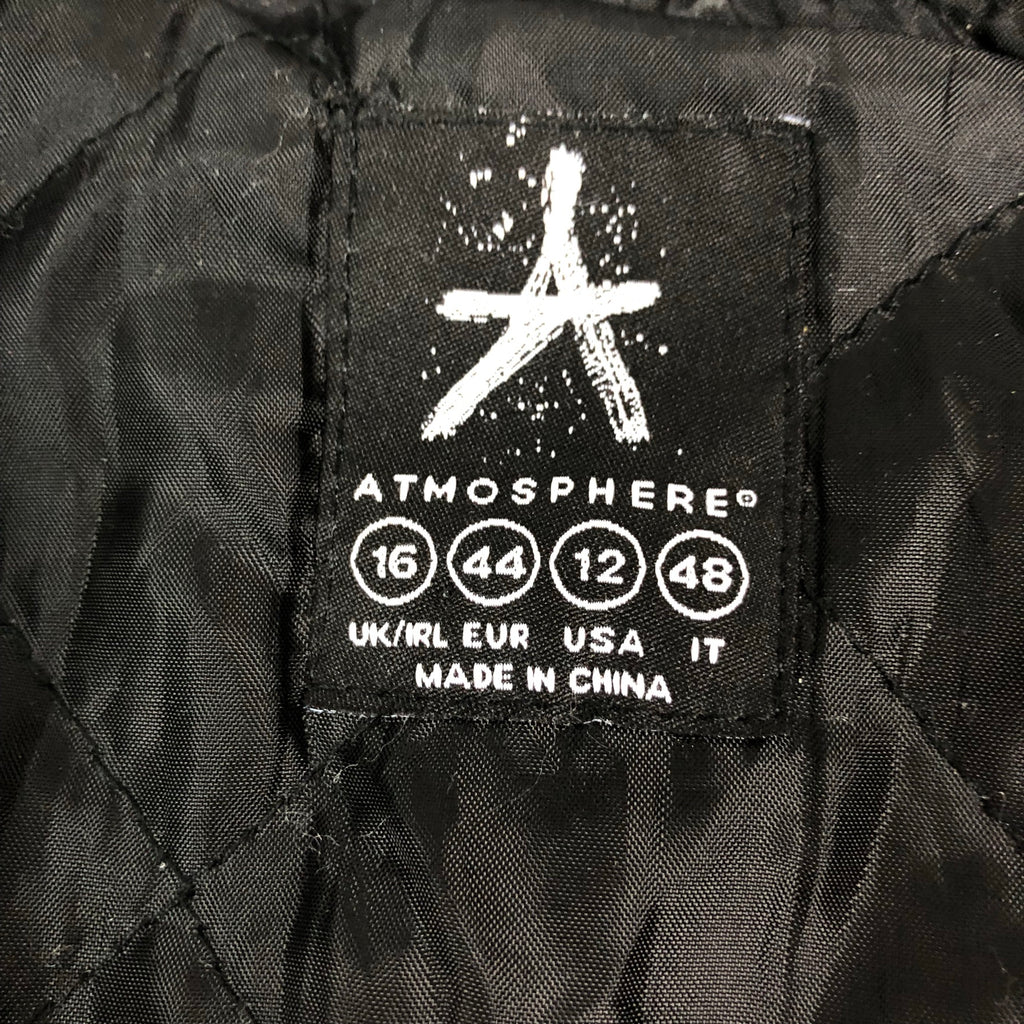 ATMOSPHERE®
16 44 12 48
UK/IRL EUR USA IT
MADE IN CHINA